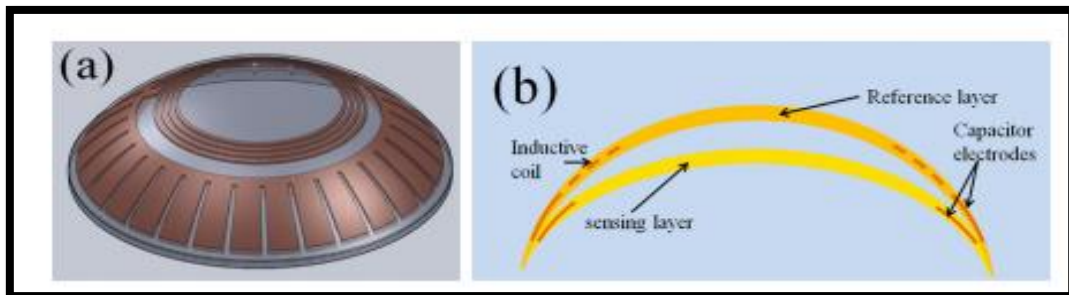 (a)
(b)
Reference layer
Capacitor
electrodes
Inductive
coil
sensing layer